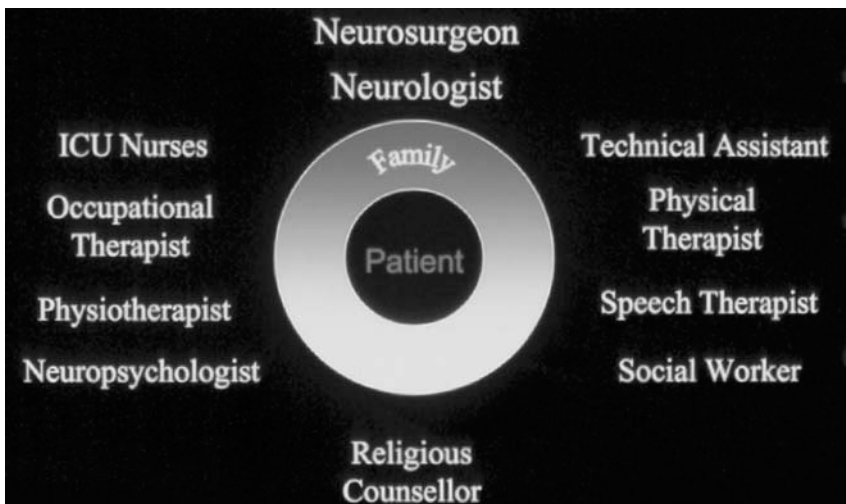 Neurosurgeon
Neurologist
ICU Nurses
Occupational
Therapist
Physiotherapist
Neuropsychologist
Family
Patient
Technical Assistant
Physical
Therapist
Speech Therapist
Social Worker
Religious
Counsellor